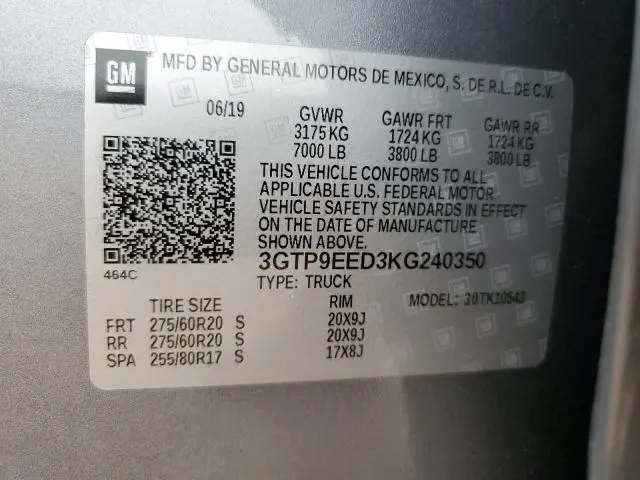 GM MFD BY GENERAL MOTORS DE MEXICO, S. DE R.L. DE C.V.
06/19 GVWR GAWR FRT GAWR RR
3175 KG 1724 KG 1724 KG
7000 LB 3800 LB 3800 LB
THIS VEHICLE CONFORMS TO ALL
APPLICABLE U.S. FEDERAL MOTOR
VEHICLE SAFETY STANDARDS IN EFFECT
ON THE DATE OF MANUFACTURE
SHOWN ABOVE.
464C 3GTP9EED3KG240350
TYPE: TRUCK
TIRE SIZE RIM MODEL: 30TK10543
FRT 275/60R20 S 20X9J
RR 275/60R20 S 20X9J
SPA 255/80R17 S 17X8J